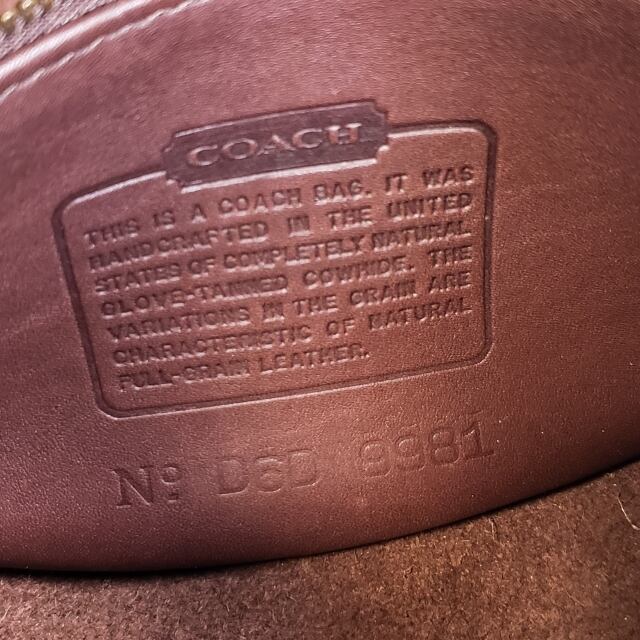 COACH
THIS IS A COACH BAG. IT WAS
HANDCRAFTED IN THE UNITED
STATES OF COMPLETELY NATURAL
GLOVE-TANNED COWHIDE. THE
VARIATIONS IN THE GRAIN ARE
CHARACTERISTIC OF NATURAL
FULL-GRAIN LEATHER.
No D6D 9981